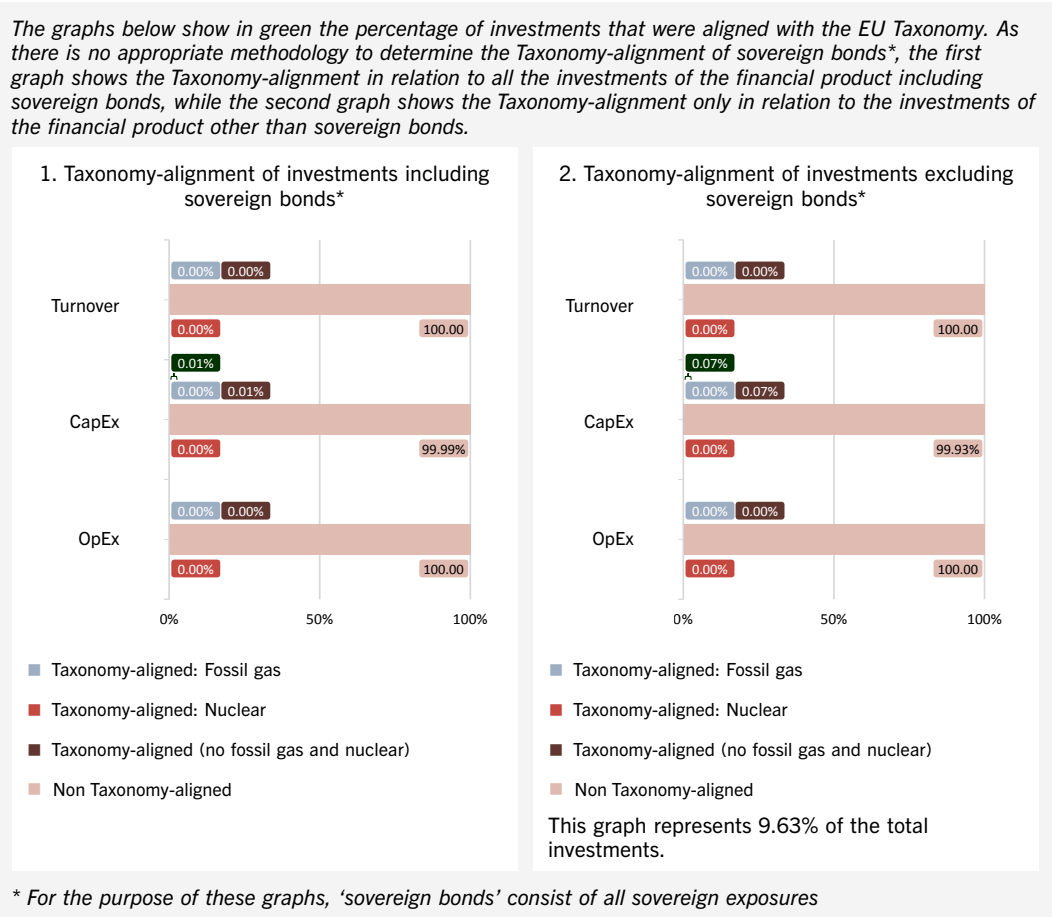 The graphs below show in green the percentage of investments that were aligned with the EU Taxonomy. As
there is no appropriate methodology to determine the Taxonomy-alignment of sovereign bonds*, the first
graph shows the Taxonomy-alignment in relation to all the investments of the financial product including
sovereign bonds, while the second graph shows the Taxonomy-alignment only in relation to the investments of
the financial product other than sovereign bonds.
1. Taxonomy-alignment of investments including
sovereign bonds*
0.00% 0.00%
Turnover
0.00% 100.00
0.01%
0.00% 0.01%
CapEx
0.00% 99.99%
0.00% 0.00%
OpEx
0.00% 100.00
0% 50% 100%
Taxonomy-aligned: Fossil gas
Taxonomy-aligned: Nuclear
Taxonomy-aligned (no fossil gas and nuclear)
Non Taxonomy-aligned
2. Taxonomy-alignment of investments excluding
sovereign bonds*
0.00% 0.00%
Turnover
0.00% 100.00
0.07%
0.00% 0.07%
CapEx
0.00% 99.93%
0.00% 0.00%
OpEx
0.00% 100.00
0% 50% 100%
Taxonomy-aligned: Fossil gas
Taxonomy-aligned: Nuclear
Taxonomy-aligned (no fossil gas and nuclear)
Non Taxonomy-aligned
This graph represents 9.63% of the total
investments.
* For the purpose of these graphs, ‘sovereign bonds’ consist of all sovereign exposures